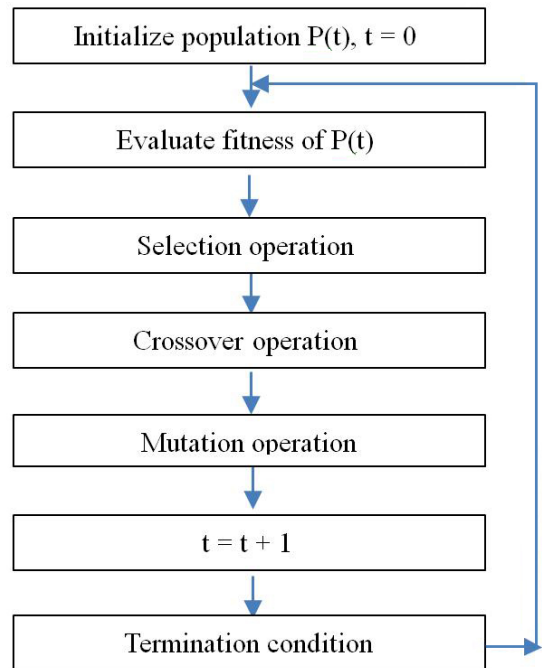 Initialize population P(t), t = 0
Evaluate fitness of P(t)
Selection operation
Crossover operation
Mutation operation
t = t + 1
Termination condition